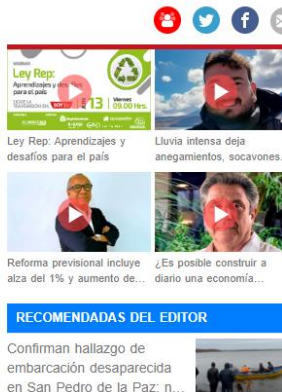 Ley Rep:
Aprendizajes y desafíos
para el país
13
Viernes
09.00 Hrs.
Ley Rep: Aprendizajes y
desafíos para el país
Lluvia intensa deja
anegamientos, socavones.
Reforma previsional incluye
alza del 1% y aumento de...
¿Es posible construir a
diario una economía...
RECOMENDADAS DEL EDITOR
Confirman hallazgo de
embarcación desaparecida
en San Pedro de la Paz: n...